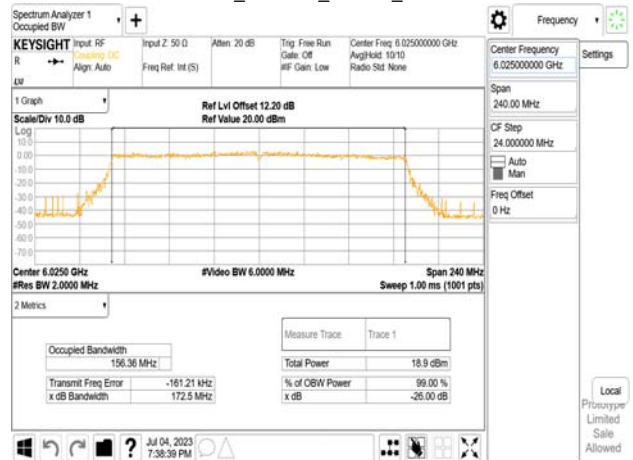 Spectrum Analyzer 1
Occupied BW
+
Frequency
KEYSIGHT Input: RF Input Z: 50 Ω Atten: 20 dB Trig: Free Run Center Freq: 6.025000000 GHz
R Coupling: DC Gate: Off Avg|Hold: 10/10
Align: Auto Freq Ref: Int (S) #IF Gain: Low Radio Std: None
Center Frequency
6.025000000 GHz
Settings
Span
240.00 MHz
CF Step
24.000000 MHz
Auto
Man
Freq Offset
0 Hz
1 Graph
Ref Lvl Offset 12.20 dB
Scale/Div 10.0 dB Ref Value 20.00 dBm
Log
10.0
0.00
-10.0
-20.0
-30.0
-40.0
-50.0
-60.0
-70.0
Center 6.0250 GHz #Video BW 6.0000 MHz Span 240 MHz
#Res BW 2.0000 MHz Sweep 1.00 ms (1001 pts)
2 Metrics
Measure Trace Trace 1
Occupied Bandwidth
156.36 MHz
Total Power 18.9 dBm
Transmit Freq Error -161.21 kHz % of OBW Power 99.00 %
x dB Bandwidth 172.5 MHz x dB -26.00 dB
Local
Prototype
Limited
Sale
Allowed
? Jul 04, 2023
7:38:39 PM